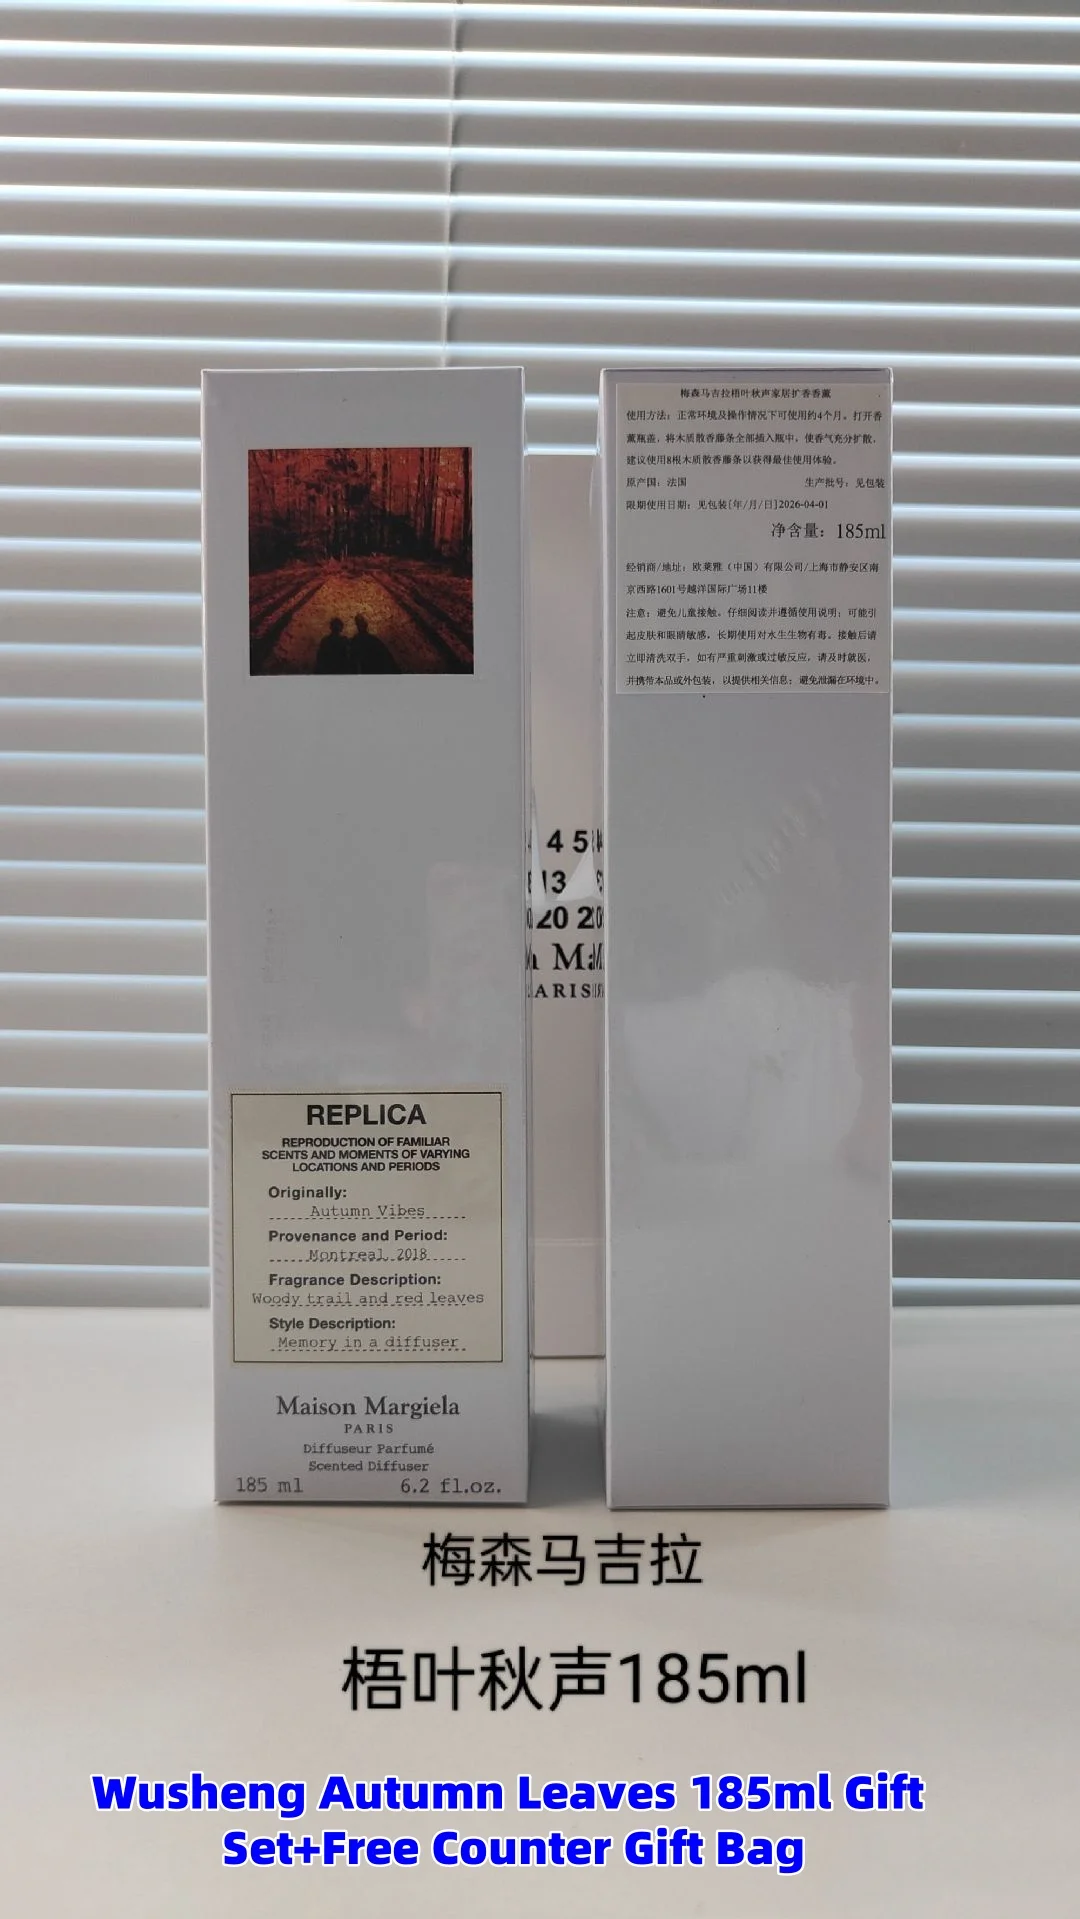 梅森马吉拉梧叶秋声家居扩香香薰
使用方法：正常环境及操作情况下可使用约4个月。打开香
薰瓶盖，将木质散香藤条全部插入瓶中，使香气充分扩散，
建议使用8根木质散香藤条以获得最佳使用体验。
原产国：法国 生产批号：见包装
限期使用日期：见包装[年/月/日]2026-04-01
净含量：185ml
经销商/地址：欧莱雅（中国）有限公司/上海市静安区南
京西路1601号越洋国际广场11楼
注意：避免儿童接触。仔细阅读并遵循使用说明；可能引
起皮肤和眼睛敏感，长期使用对水生生物有毒。接触后请
立即清洗双手，如有严重刺激或过敏反应，请及时就医，
并携带本品或外包装，以提供相关信息；避免泄漏在环境中。
4 5
13
20 2
Ma
ARIS
REPLICA
REPRODUCTION OF FAMILIAR
SCENTS AND MOMENTS OF VARYING
LOCATIONS AND PERIODS
Originally:
Autumn Vibes
Provenance and Period:
Montreal, 2018
Fragrance Description:
Woody trail and red leaves
Style Description:
Memory in a diffuser
Maison Margiela
PARIS
Diffuseur Parfumé
Scented Diffuser
185 ml 6.2 fl.oz.
梅森马吉拉
梧叶秋声185ml
Wusheng Autumn Leaves 185ml Gift
Set+Free Counter Gift Bag